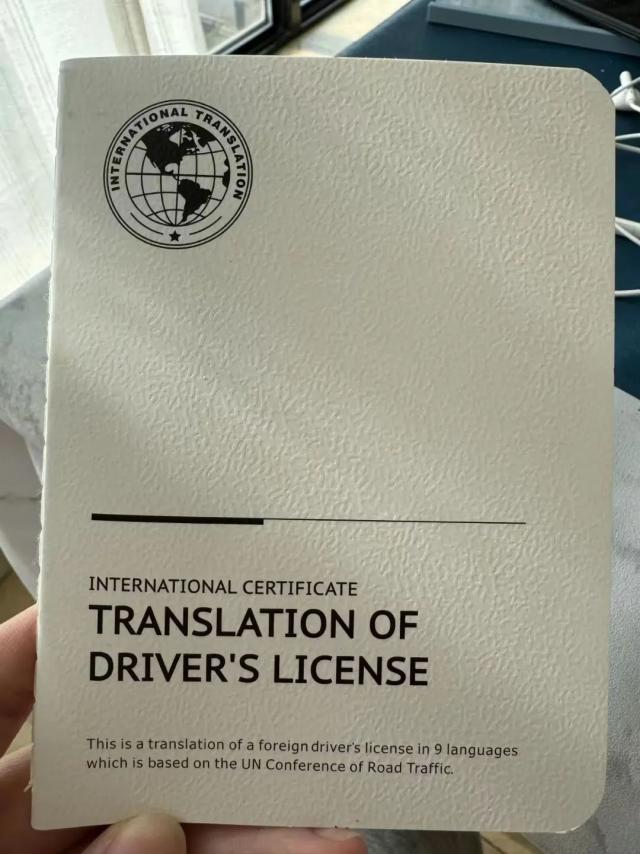 INTERNATIONAL TRANSLATION
INTERNATIONAL CERTIFICATE
TRANSLATION OF
DRIVER'S LICENSE
This is a translation of a foreign driver's license in 9 languages
which is based on the UN Conference of Road Traffic.